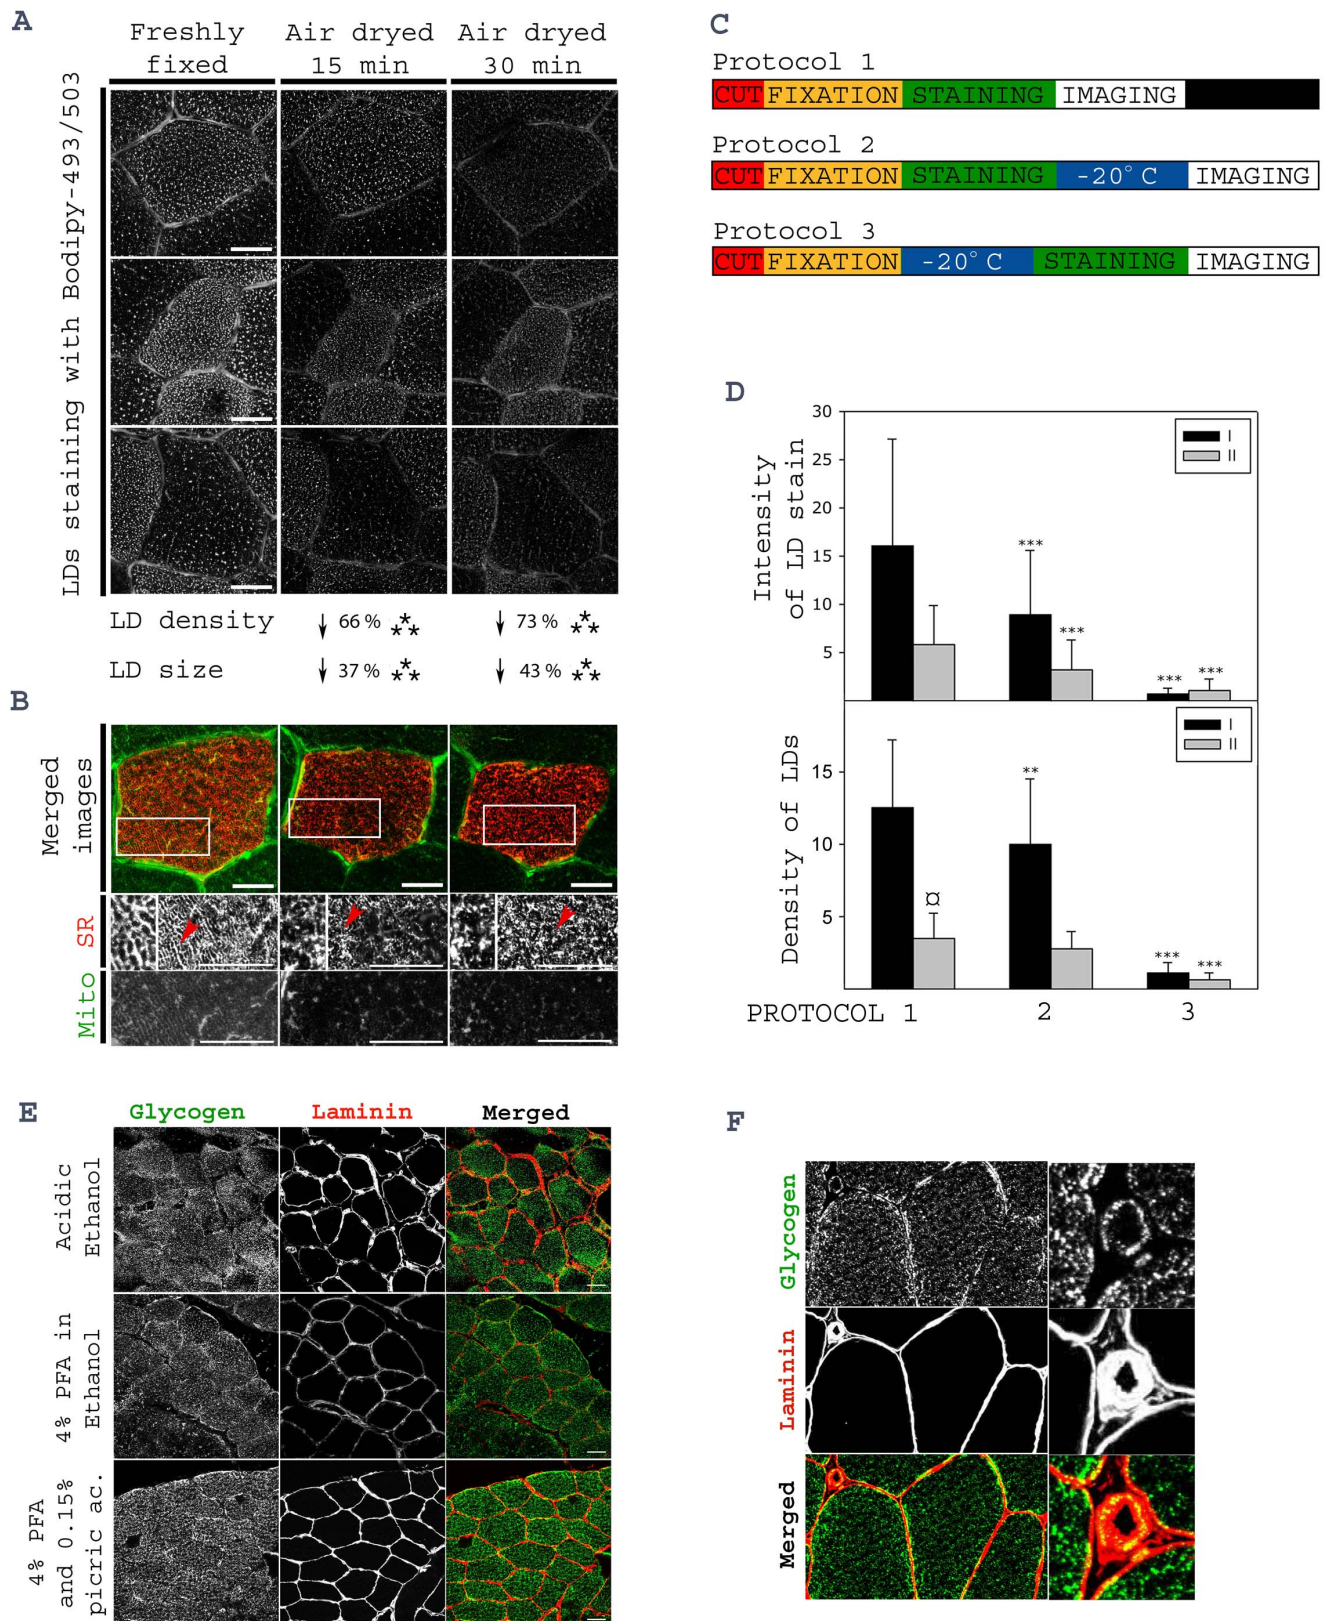 A
Freshly
fixed
Air dryed
15 min
Air dryed
30 min
LDs staining with Bodipy-493/503
LD density
↓ 66 % ***
↓ 73 % ***
LD size
↓ 37 % ***
↓ 43 % ***
B
Merged
images
SR
Mito
C
Protocol 1
CUT FIXATION STAINING IMAGING
Protocol 2
CUT FIXATION STAINING -20° C IMAGING
Protocol 3
CUT FIXATION -20° C STAINING IMAGING
D
Intensity
of LD stain
30
25
20
15
10
5
I
II
***
***
***
***
Density of LDs
15
10
5
I
II
¤
**
***
***
PROTOCOL 1 2 3
E
Glycogen
Laminin
Merged
Acidic
Ethanol
4% PFA in
Ethanol
4% PFA
and 0.15%
picric ac.
F
Glycogen
Laminin
Merged